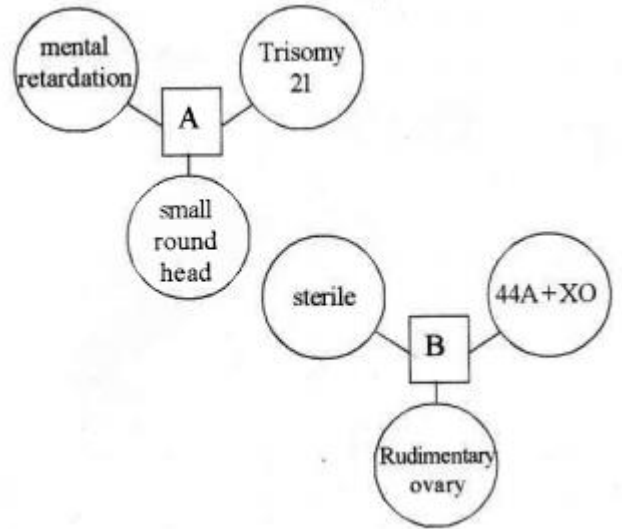 mental
retardation
Trisomy
21
A
small
round
head
sterile
44A+XO
B
Rudimentary
ovary